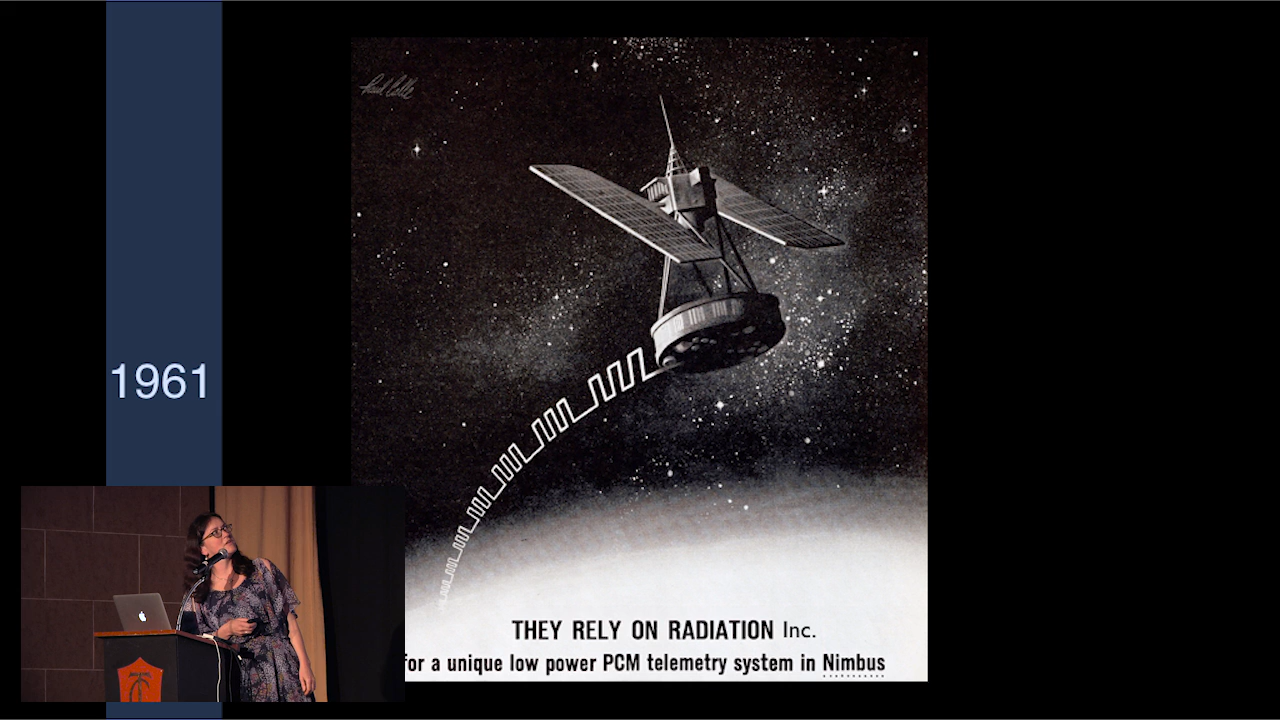 1961
THEY RELY ON RADIATION Inc.
for a unique low power PCM telemetry system in Nimbus